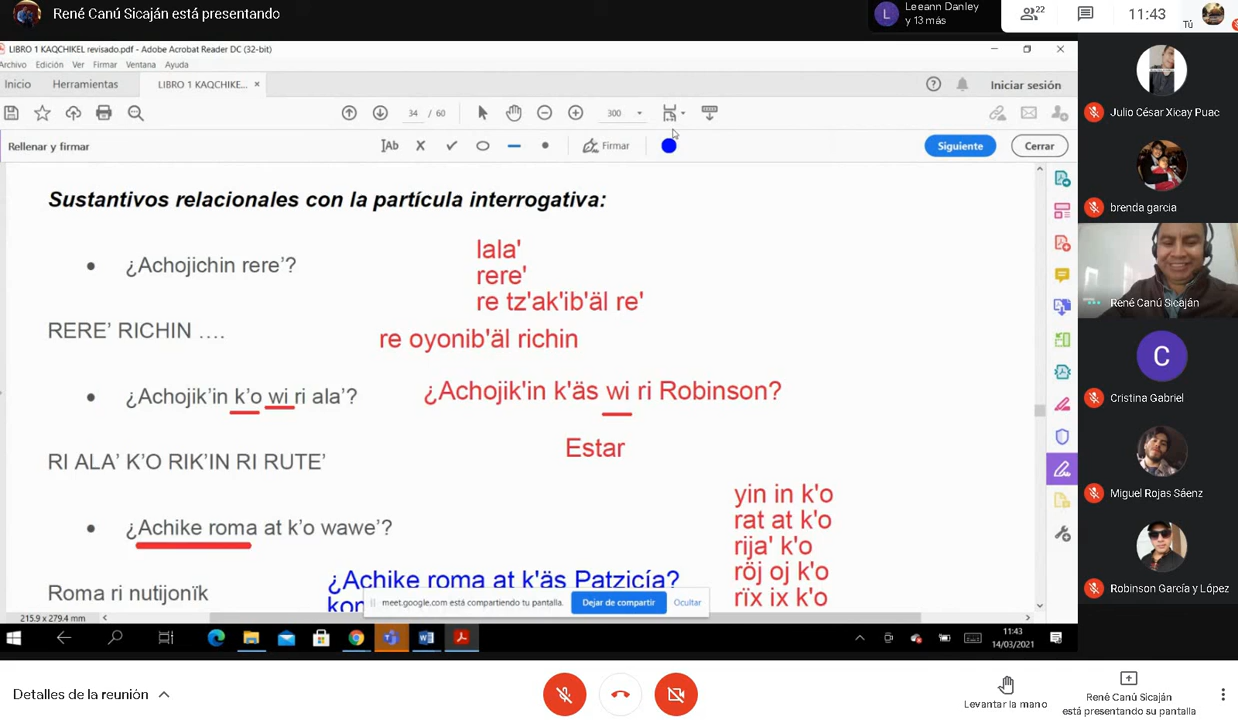 René Canú Sicaján está presentando
Leeann Danley
y 13 más
22
11:43
Tú
LIBRO 1 KAQCHIKEL revisado.pdf - Adobe Acrobat Reader DC (32-bit)
Archivo Edición Ver Firmar Ventana Ayuda
Inicio Herramientas LIBRO 1 KAQCHIKE... × Iniciar sesión
34 / 60 300
Rellenar y firmar Ab Firmar Siguiente Cerrar
Sustantivos relacionales con la partícula interrogativa:
lala'
• ¿Achojichin rere’?
rere'
re tz'ak'ib'äl re'
RERE’ RICHIN ….
re oyonib'äl richin
• ¿Achojik’in k’o wi ri ala’?
¿Achojik'in k'äs wi ri Robinson?
Estar
RI ALA’ K’O RIK’IN RI RUTE’
• ¿Achike roma at k’o wawe’?
yin in k'o
rat at k'o
rija' k'o
röj oj k'o
rïx ix k'o
Roma ri nutijonïk
¿Achike roma at k'äs Patzicía?
meet.google.com está compartiendo tu pantalla. Dejar de compartir Ocultar
215.9 x 279.4 mm
11:43
14/03/2021
Julio César Xicay Puac
brenda garcia
René Canú Sicaján
C
Cristina Gabriel
Miguel Rojas Sáenz
Robinson García y López
Detalles de la reunión
Levantar la mano
René Canú Sicaján
está presentando su pantalla